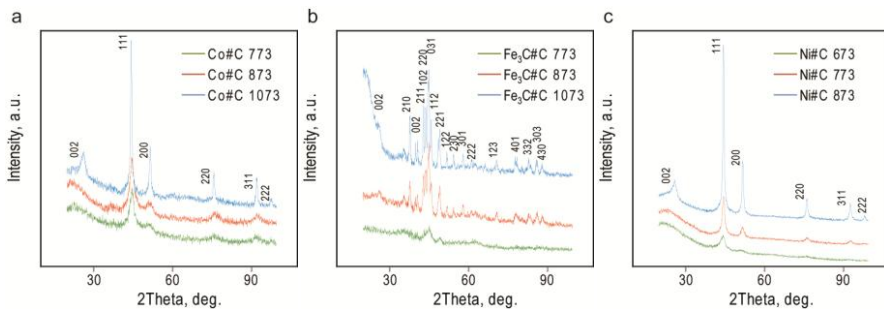 a
Intensity, a.u.
Co#C 773
Co#C 873
Co#C 1073
002
111
200
220
311
222
30
60
90
2Theta, deg.
b
Intensity, a.u.
Fe₃C#C 773
Fe₃C#C 873
Fe₃C#C 1073
002
210
002
211
102
220
031
112
221
122
230
301
222
123
401
332
303
430
30
60
90
2Theta, deg.
c
Intensity, a.u.
Ni#C 673
Ni#C 773
Ni#C 873
002
111
200
220
311
222
30
60
90
2Theta, deg.